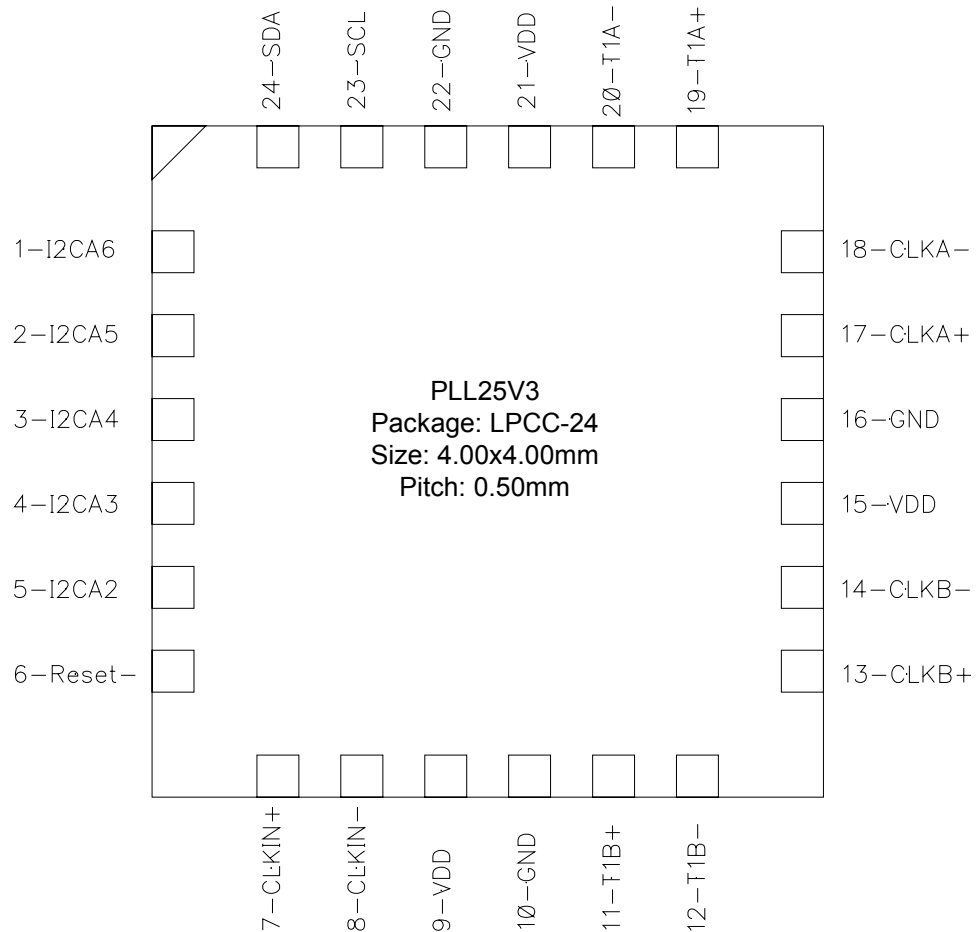 24-SDA
23-SCL
22-GND
21-VDD
20-T1A-
19-T1A+
1-I2CA6
2-I2CA5
3-I2CA4
4-I2CA3
5-I2CA2
6-Reset-
PLL25V3
Package: LPCC-24
Size: 4.00x4.00mm
Pitch: 0.50mm
18-CLKA-
17-CLKA+
16-GND
15-VDD
14-CLKB-
13-CLKB+
7-CLKIN+
8-CLKIN-
9-VDD
10-GND
11-T1B+
12-T1B-